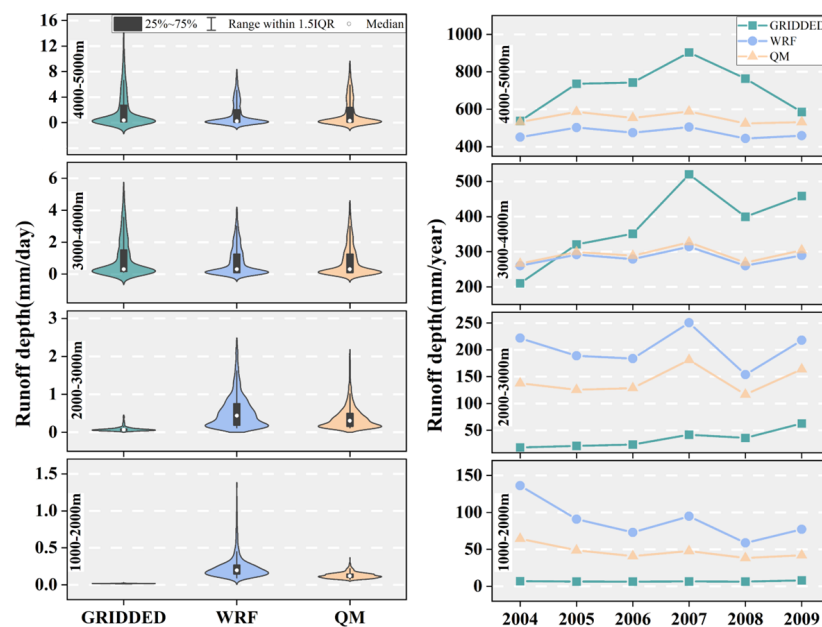 25%~75% Range within 1.5IQR Median
16
12
8
4
0
4000-5000m
6
4
2
0
3000-4000m
3
2
1
0
2000-3000m
1.5
1.0
0.5
0.0
1000-2000m
Runoff depth(mm/day)
GRIDDED WRF QM
GRIDDED
WRF
QM
1000
800
600
400
4000-5000m
500
400
300
200
3000-4000m
250
200
150
100
50
2000-3000m
150
100
50
0
1000-2000m
Runoff depth(mm/year)
2004 2005 2006 2007 2008 2009